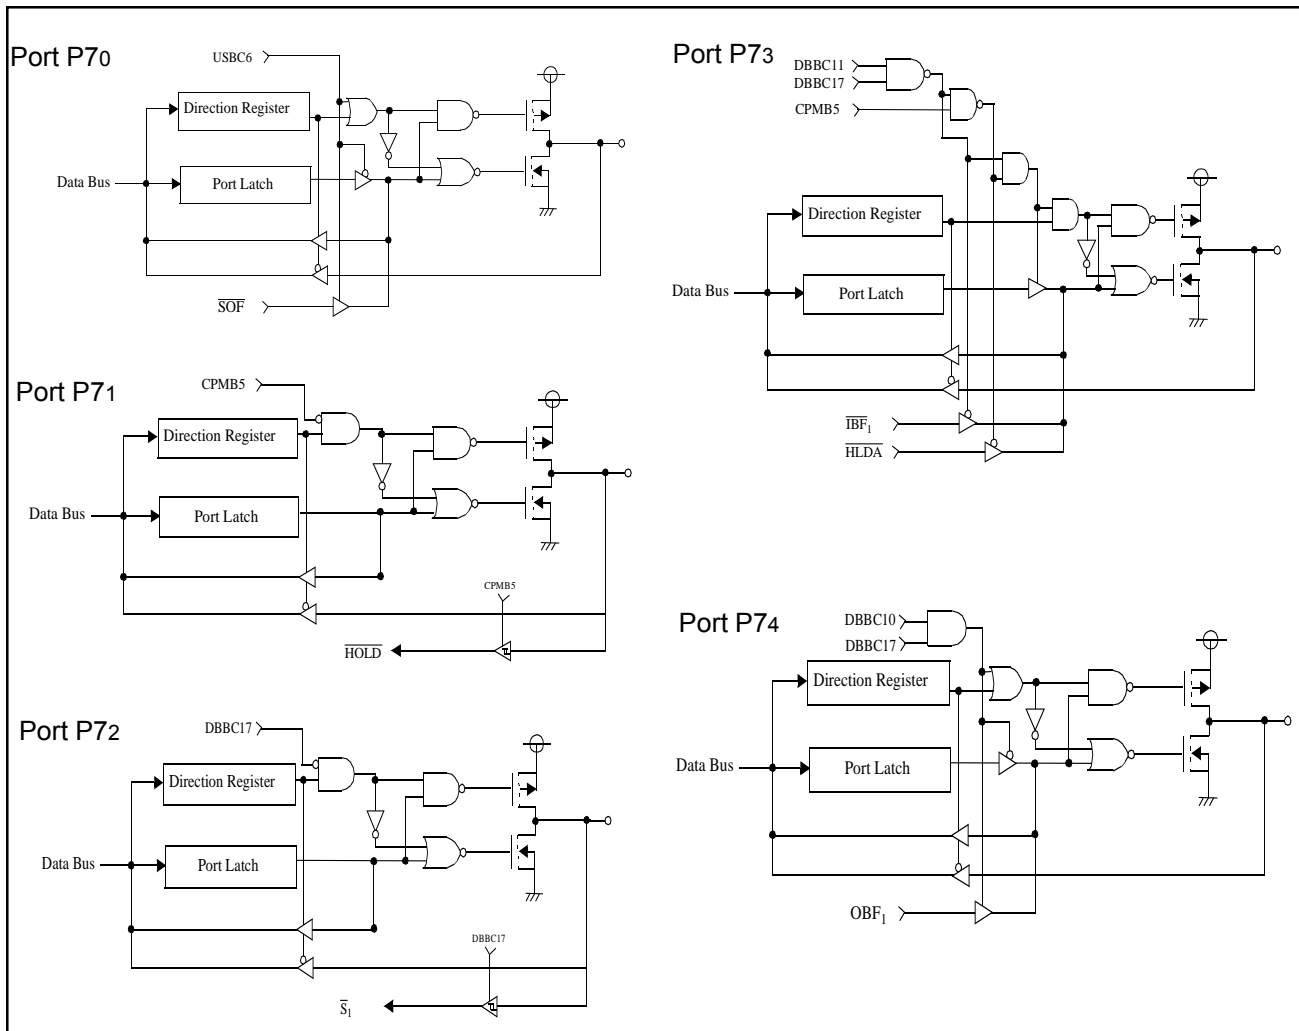 Port P70
USBC6
Direction Register
Data Bus
Port Latch
SOF
Port P71
CPMB5
Direction Register
Data Bus
Port Latch
CPMB5
HOLD
Port P72
DBBC17
Direction Register
Data Bus
Port Latch
DBBC17
S1
Port P73
DBBC11
DBBC17
CPMB5
Direction Register
Data Bus
Port Latch
IBF1
HLDA
Port P74
DBBC10
DBBC17
Direction Register
Data Bus
Port Latch
OBF1